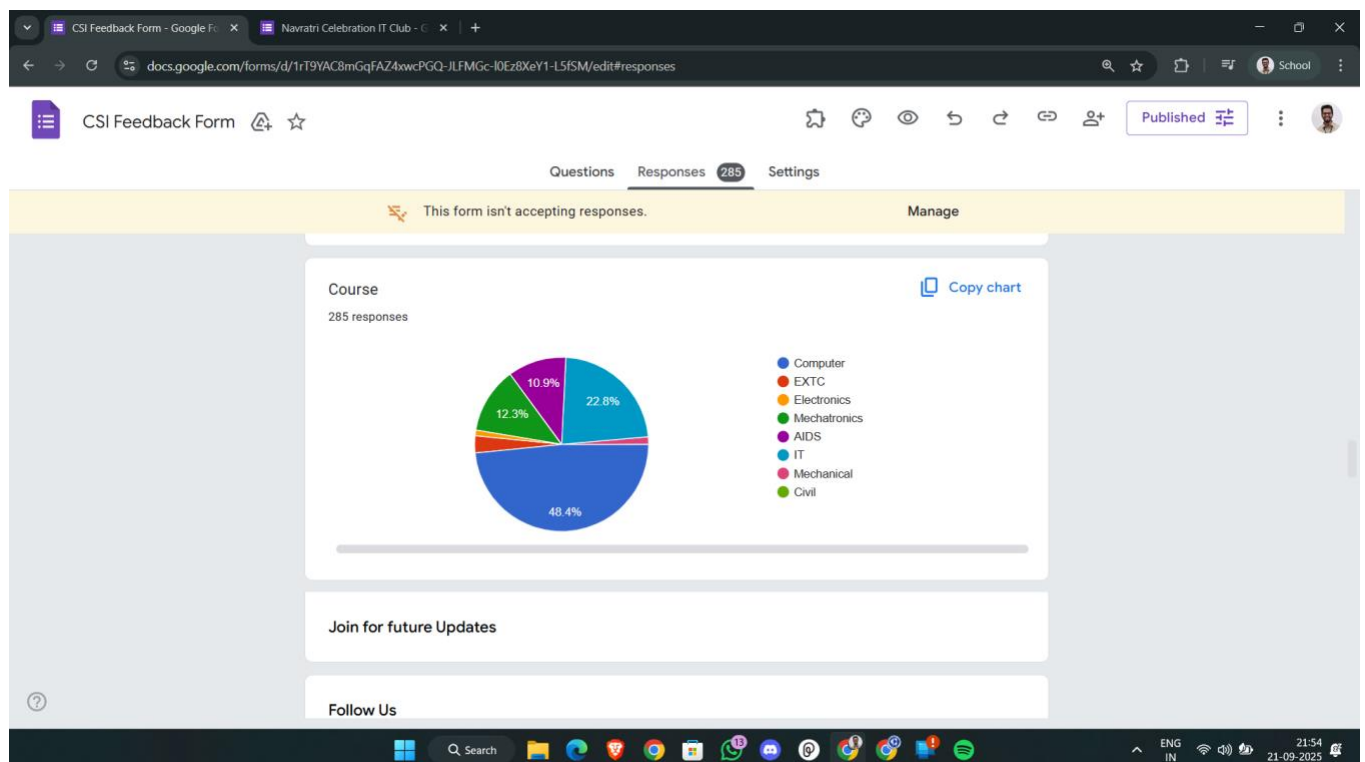 CSI Feedback Form - Google Fo
Navratri Celebration IT Club - G
docs.google.com/forms/d/1rT9YAC8mGqFAZ4xwcPGQ-JLFMGc-l0Ez8XeY1-L5fSM/edit#responses
School
CSI Feedback Form
Published
Questions Responses 285 Settings
This form isn't accepting responses. Manage
Course
Copy chart
285 responses
10.9%
22.8%
12.3%
48.4%
Computer
EXTC
Electronics
Mechatronics
AIDS
IT
Mechanical
Civil
Join for future Updates
Follow Us
Search
13
ENG
IN
21:54
21-09-2025